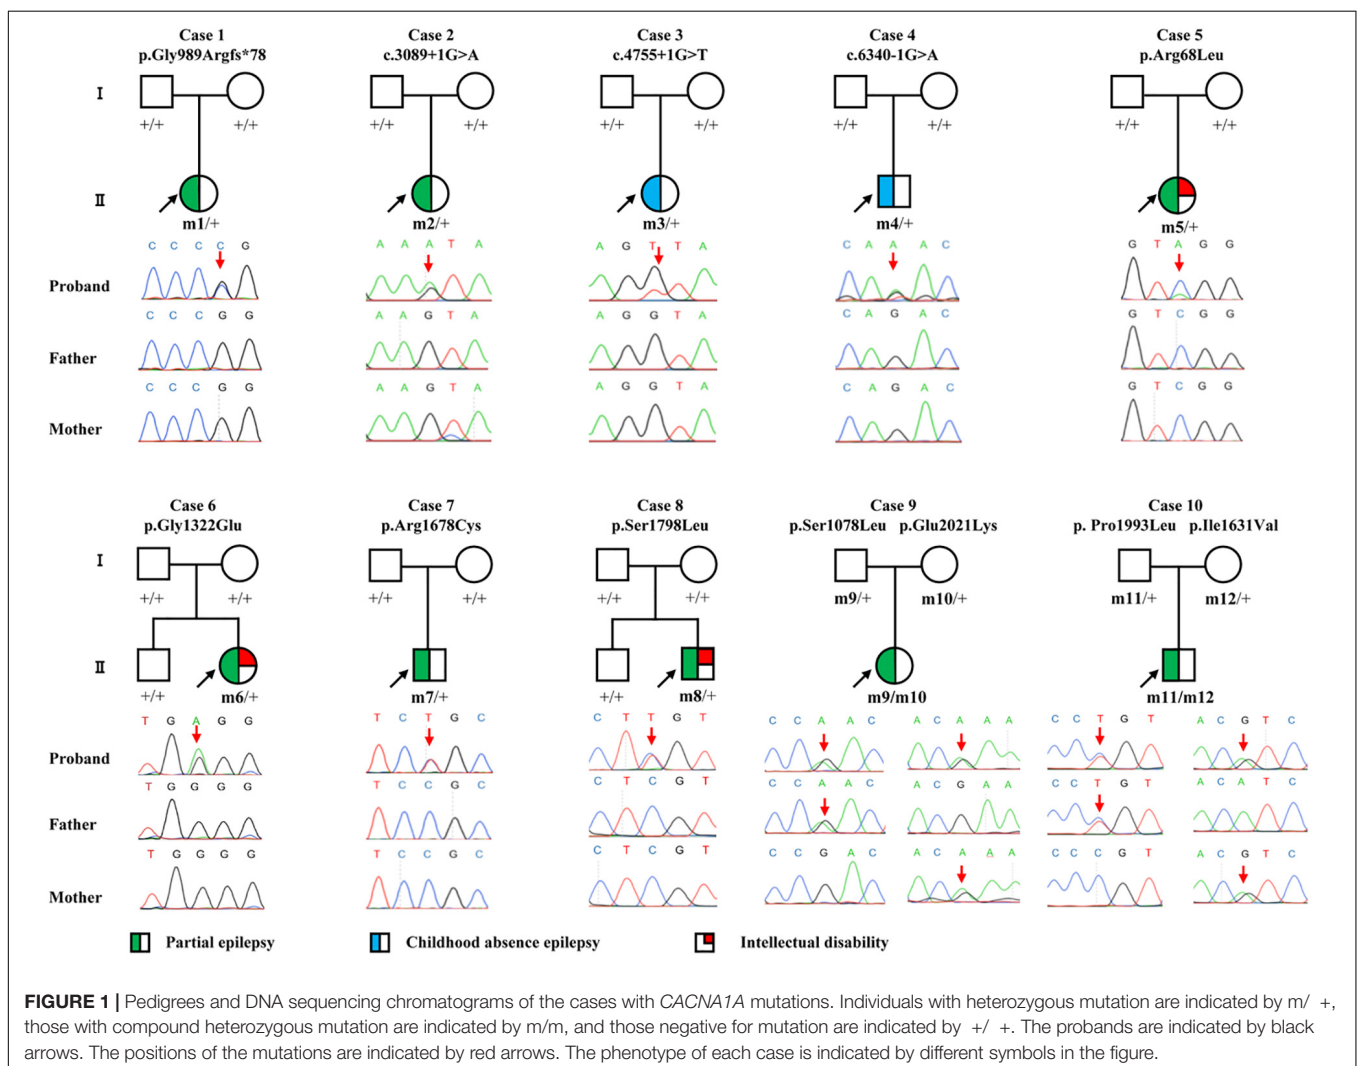 Case 1 Case 2 Case 3 Case 4 Case 5
p.Gly989Argfs*78 c.3089+1G>A c.4755+1G>T c.6340-1G>A p.Arg68Leu
I
+/+ +/+ +/+ +/+ +/+ +/+ +/+ +/+ +/+ +/+
II
m1/+ m2/+ m3/+ m4/+ m5/+
C C C C G A A A T A A G T T A C A A A C G T A G G
Proband
C C C G G A A G T A A G G T A C A G A C G T C G G
Father
C C C G G A A G T A A G G T A C A G A C G T C G G
Mother
Case 6 Case 7 Case 8 Case 9 Case 10
p.Gly1322Glu p.Arg1678Cys p.Ser1798Leu p.Ser1078Leu p.Glu2021Lys p. Pro1993Leu p.Ile1631Val
I
+/+ +/+ +/+ +/+ +/+ +/+ m9/+ m10/+ m11/+ m12/+
II
+/+ m6/+ m7/+ +/+ m8/+ m9/m10 m11/m12
T G A G G T C T G C C T T G T C C A A C A C A A A C C T G T A C G T C
Proband
T G G G G T C C G C C T C G T C C A A C A C G A A C C T G T A C A T C
Father
T G G G G T C C G C C T C G T C C G A C A C A A A C C C G T A C G T C
Mother
Partial epilepsy Childhood absence epilepsy Intellectual disability
FIGURE 1 | Pedigrees and DNA sequencing chromatograms of the cases with CACNA1A mutations. Individuals with heterozygous mutation are indicated by m/ +,
those with compound heterozygous mutation are indicated by m/m, and those negative for mutation are indicated by +/ +. The probands are indicated by black
arrows. The positions of the mutations are indicated by red arrows. The phenotype of each case is indicated by different symbols in the figure.